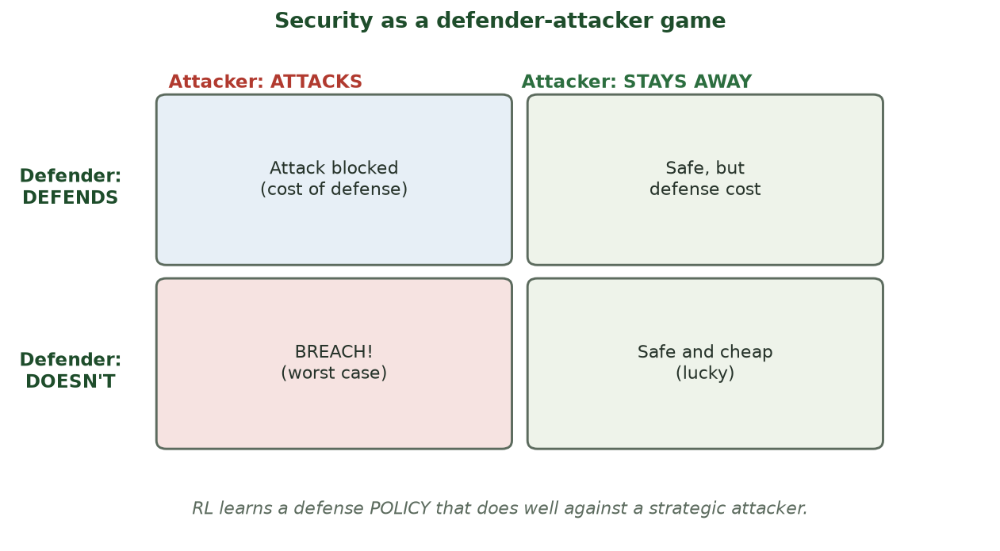 Security as a defender-attacker game
Attacker: ATTACKS
Attacker: STAYS AWAY
Defender:
DEFENDS
Attack blocked
(cost of defense)
Safe, but
defense cost
Defender:
DOESN'T
BREACH!
(worst case)
Safe and cheap
(lucky)
RL learns a defense POLICY that does well against a strategic attacker.